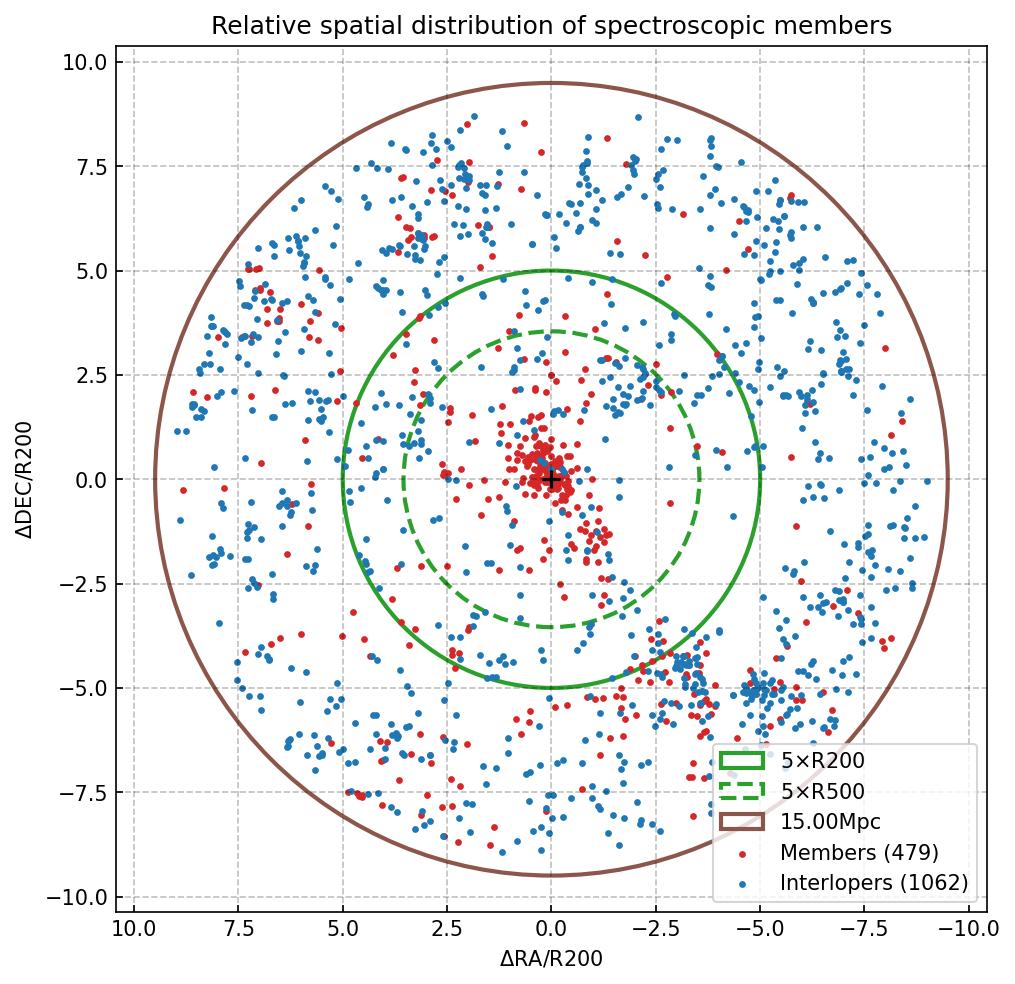 Relative spatial distribution of spectroscopic members
10.0
7.5
5.0
2.5
0.0
−2.5
−5.0
−7.5
−10.0
ΔDEC/R200
10.0 7.5 5.0 2.5 0.0 −2.5 −5.0 −7.5 −10.0
ΔRA/R200
5×R200
5×R500
15.00Mpc
Members (479)
Interlopers (1062)